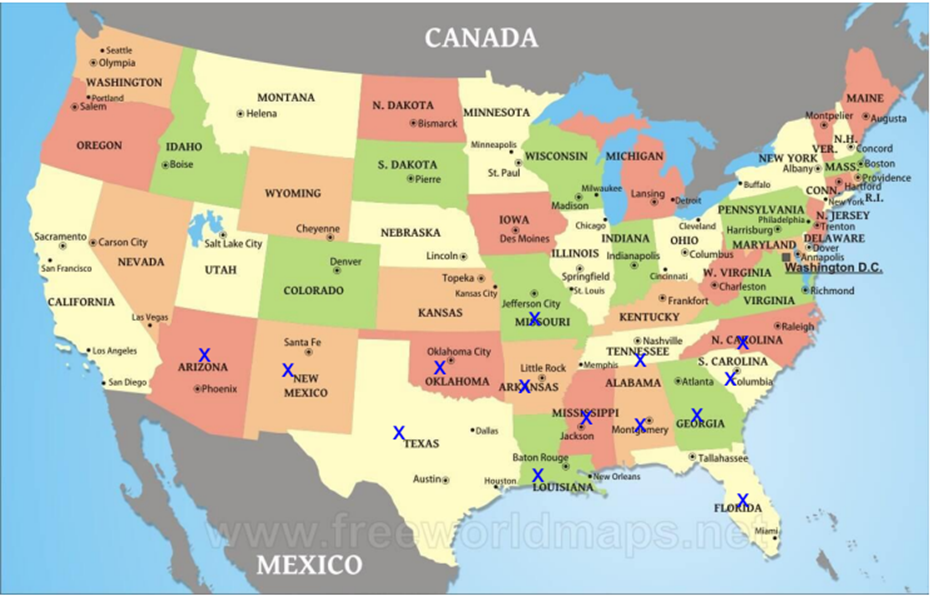 CANADA
Seattle
Olympia
WASHINGTON
Portland
Salem
OREGON
IDAHO
Boise
MONTANA
Helena
N. DAKOTA
Bismarck
S. DAKOTA
Pierre
MINNESOTA
Minneapolis
St. Paul
WISCONSIN
Milwaukee
Madison
MICHIGAN
Lansing
Detroit
MAINE
Augusta
Montpelier
VER.
N.H.
Concord
NEW YORK
Albany
Buffalo
MASS.
Boston
Providence
CONN.
Hartford
R.I.
New York
PENNSYLVANIA
Philadelphia
Harrisburg
N. JERSEY
Trenton
MARYLAND
DELAWARE
Dover
Annapolis
Washington D.C.
WYOMING
Cheyenne
NEBRASKA
Lincoln
IOWA
Des Moines
Chicago
ILLINOIS
Springfield
St. Louis
INDIANA
Indianapolis
OHIO
Cleveland
Columbus
Cincinnati
W. VIRGINIA
Charleston
VIRGINIA
Richmond
Sacramento
San Francisco
CALIFORNIA
Los Angeles
San Diego
Carson City
NEVADA
Las Vegas
Salt Lake City
UTAH
Denver
COLORADO
Topeka
Kansas City
KANSAS
Jefferson City
MISSOURI
X
KENTUCKY
Frankfort
Nashville
TENNESSEE
X
Memphis
Raleigh
N. CAROLINA
X
S. CAROLINA
Columbia
X
X
ARIZONA
Phoenix
Santa Fe
X
NEW
MEXICO
Oklahoma City
X
OKLAHOMA
Little Rock
ARKANSAS
X
MISSISSIPPI
X
Jackson
ALABAMA
Montgomery
X
Atlanta
X
GEORGIA
X
TEXAS
Dallas
Austin
Houston
Baton Rouge
X
New Orleans
LOUISIANA
Tallahassee
X
FLORIDA
Miami
www.freeworldmaps.net
MEXICO